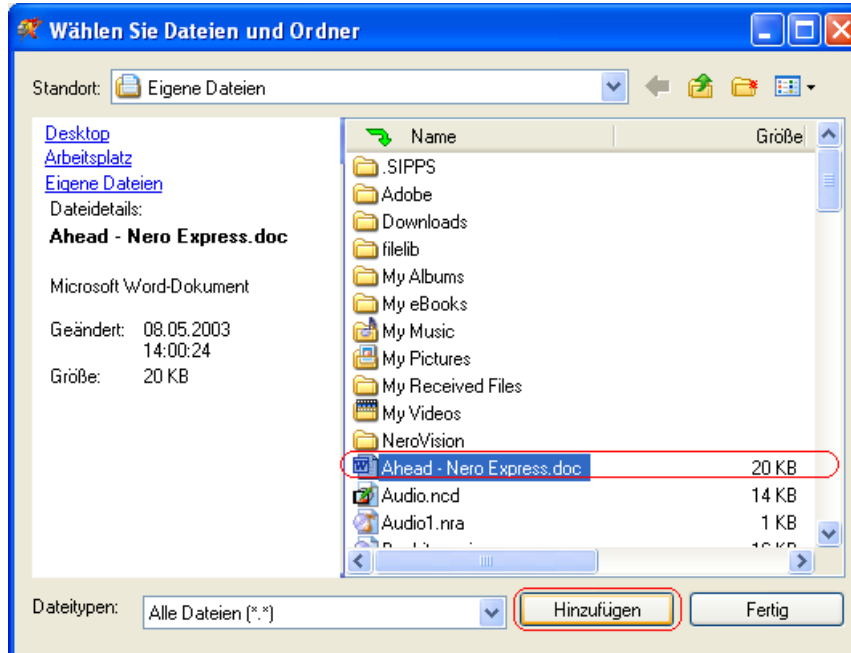 Wählen Sie Dateien und Ordner
Standort: Eigene Dateien
Desktop
Arbeitsplatz
Eigene Dateien
Dateidetails:
Ahead - Nero Express.doc
Microsoft Word-Dokument
Geändert: 08.05.2003
14:00:24
Größe: 20 KB
Name Größe
.SIPPS
Adobe
Downloads
filelib
My Albums
My eBooks
My Music
My Pictures
My Received Files
My Videos
NeroVision
Ahead - Nero Express.doc 20 KB
Audio.ncd 14 KB
Audio1.nra 1 KB
Dateitypen: Alle Dateien (*.*) Hinzufügen Fertig